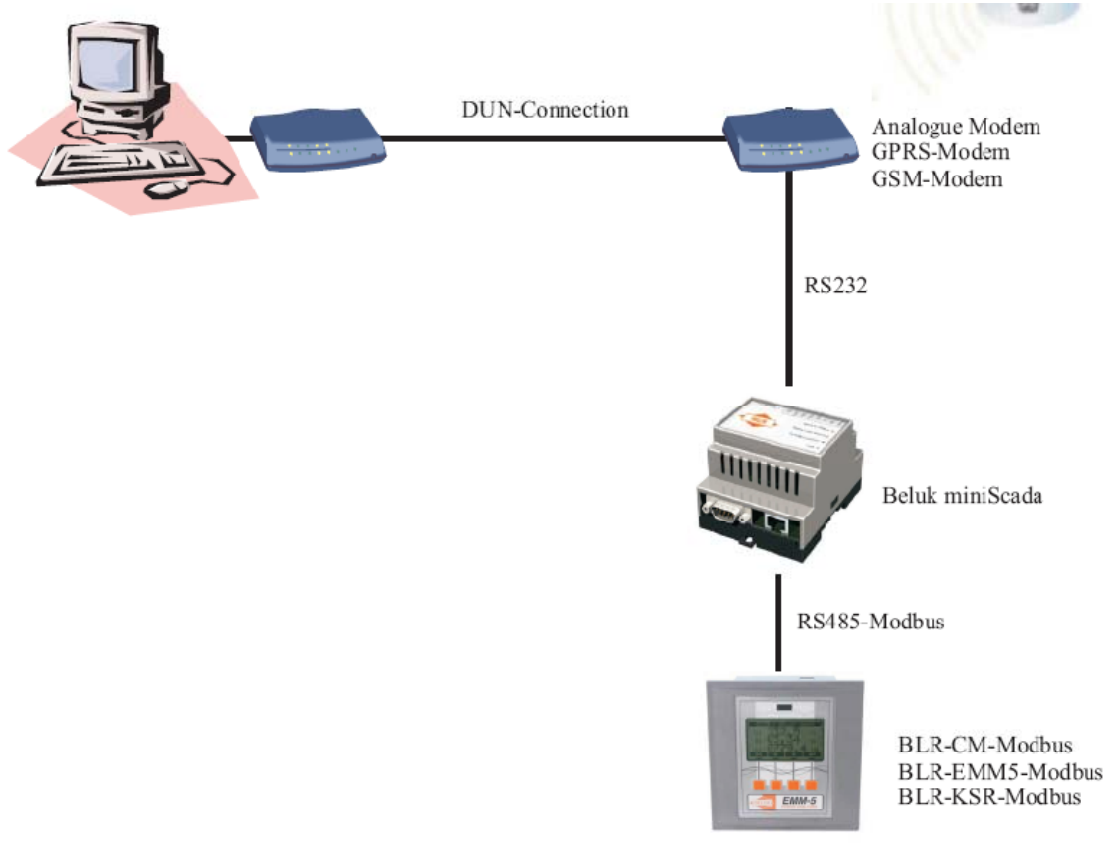 DUN-Connection
Analogue Modem
GPRS-Modem
GSM-Modem
RS232
Beluk miniScada
RS485-Modbus
BLR-CM-Modbus
BLR-EMM5-Modbus
BLR-KSR-Modbus
EMM-5